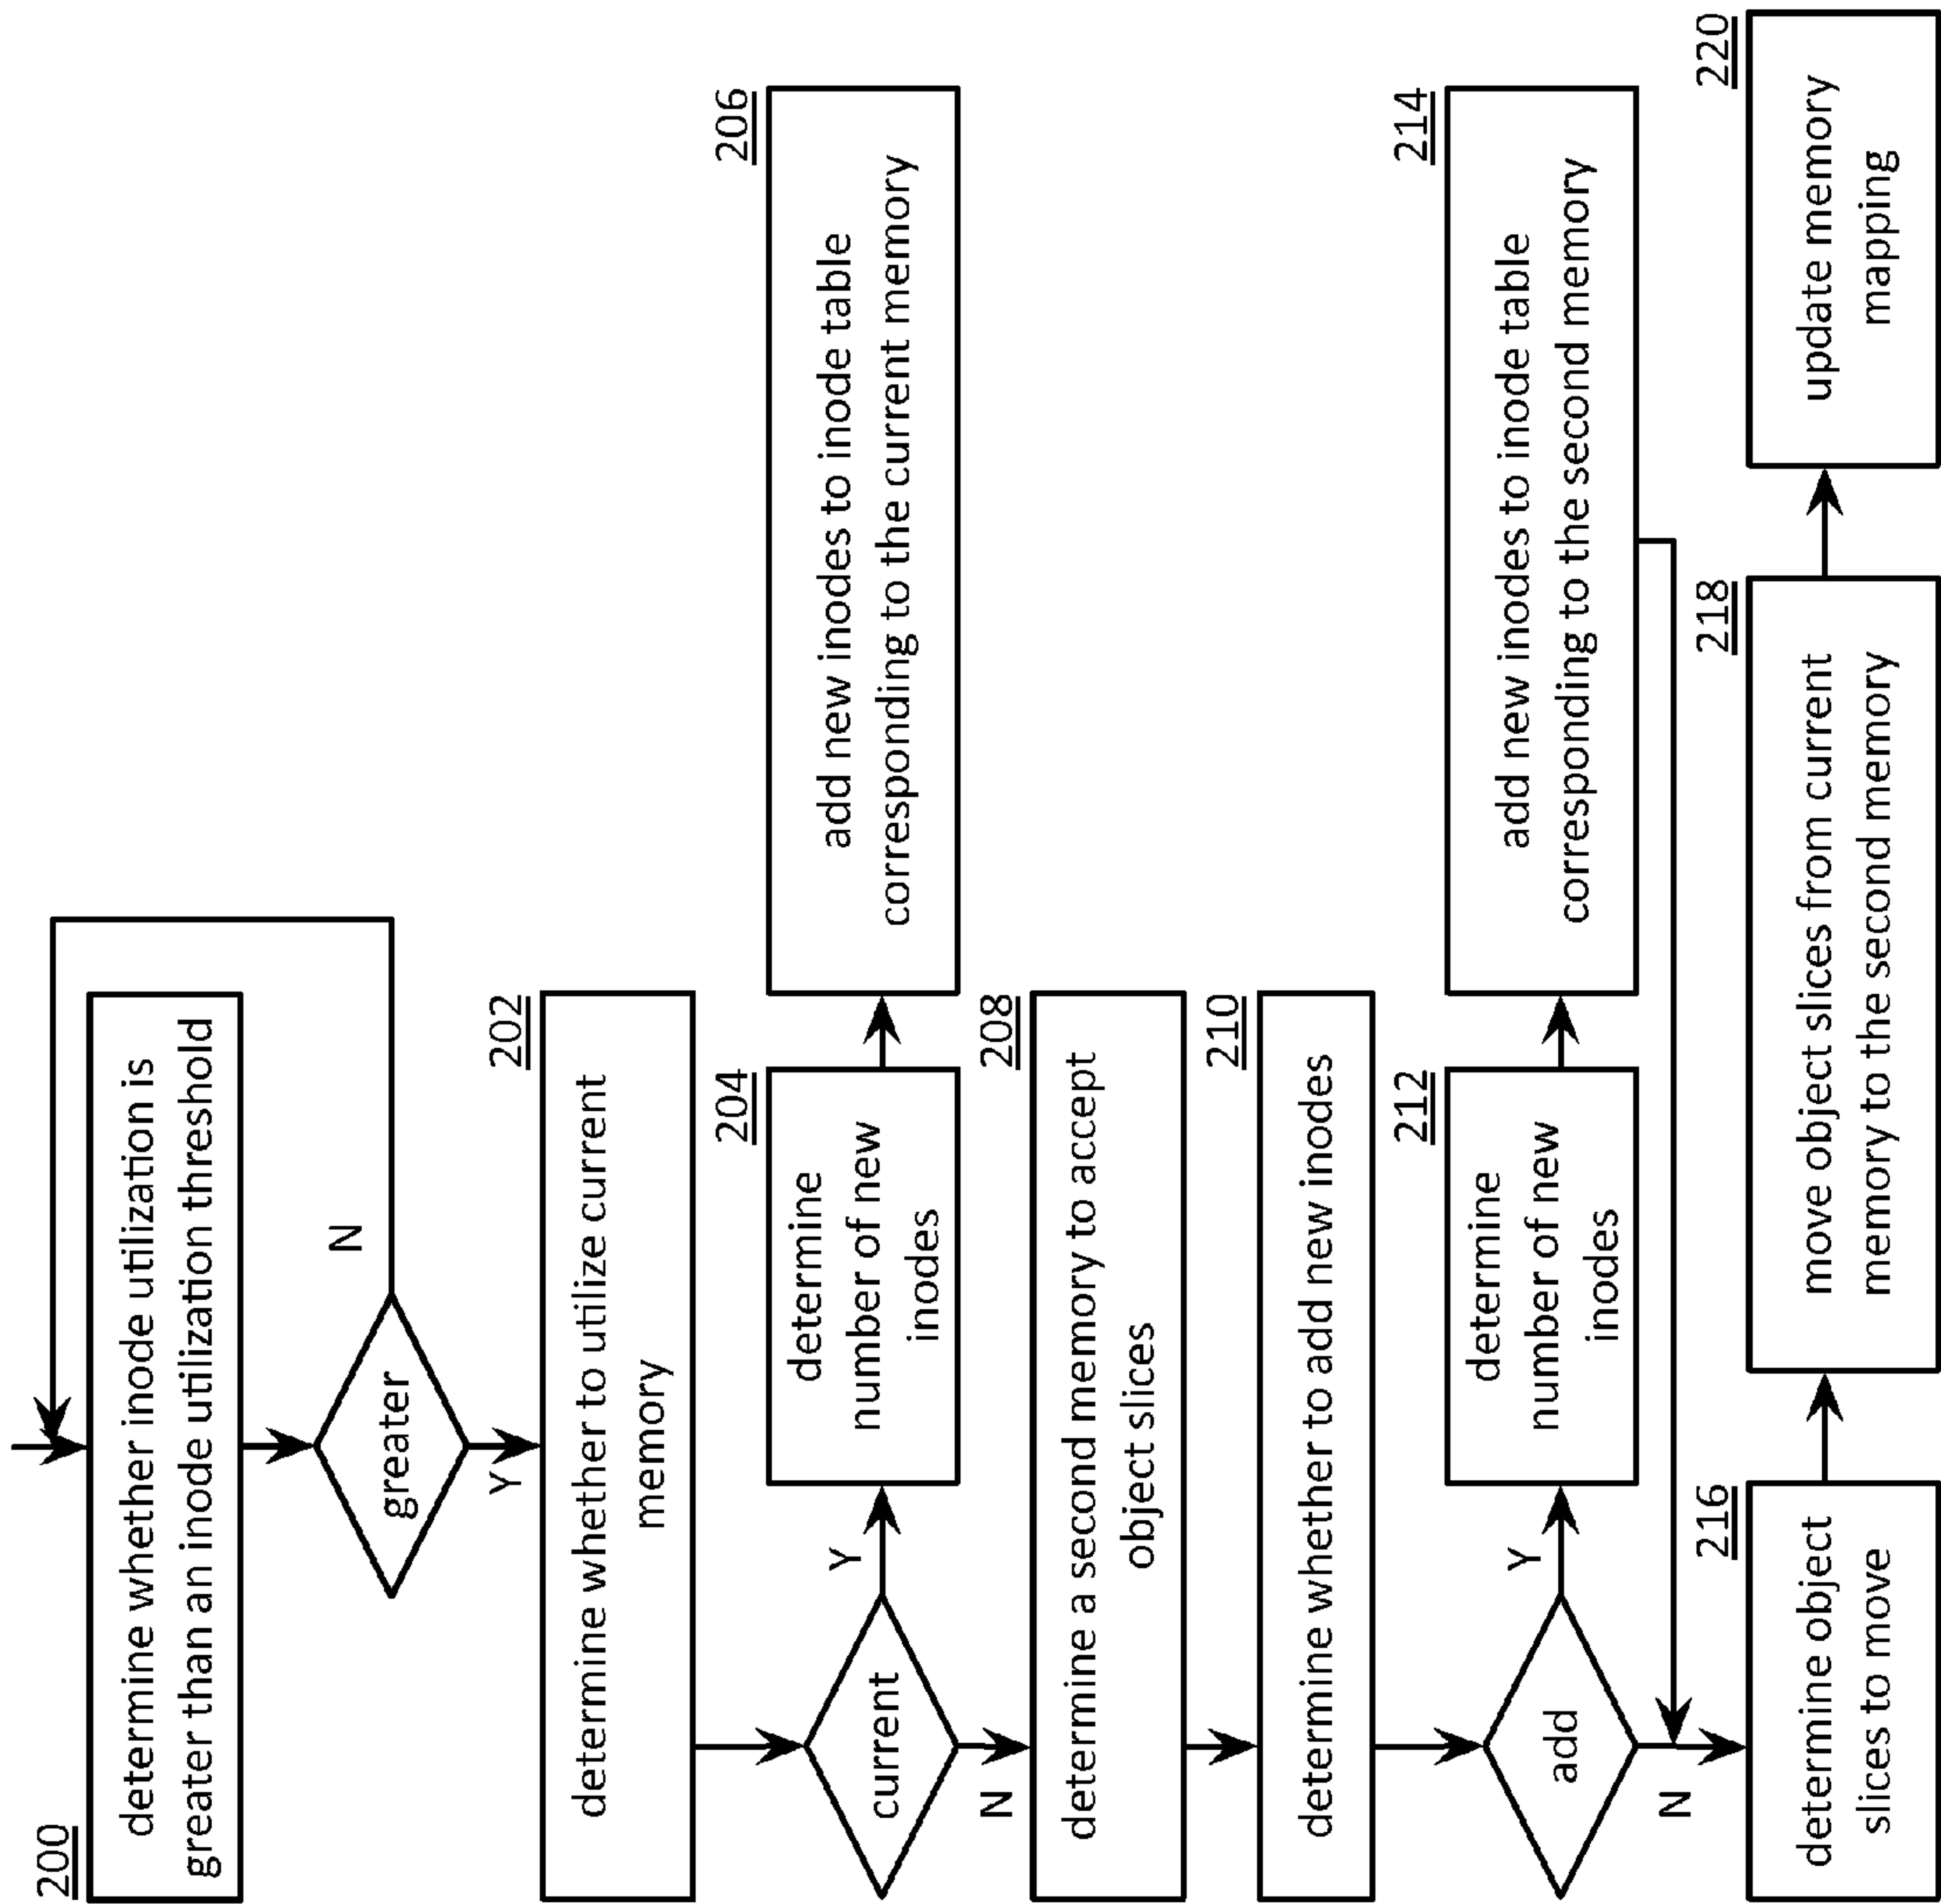 200
determine whether inode utilization is
greater than an inode utilization threshold
greater
N
Y
202
determine whether to utilize current
memory
current
Y
N
204
determine
number of new
inodes
206
add new inodes to inode table
corresponding to the current memory
208
determine a second memory to accept
object slices
210
determine whether to add new inodes
add
Y
N
212
determine
number of new
inodes
214
add new inodes to inode table
corresponding to the second memory
216
determine object
slices to move
218
move object slices from current
memory to the second memory
220
update memory
mapping